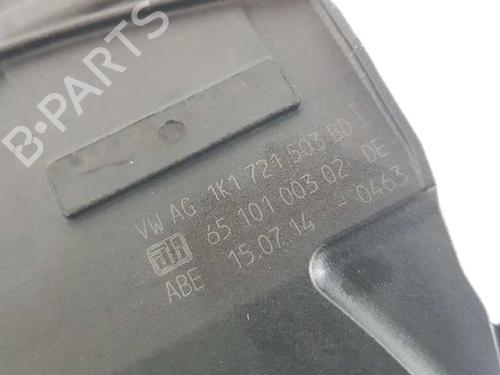 B-PARTS
VW AG 1K1 721 503 BD I
65 101 003 02 DE
ABE 15.07.14 - 0463